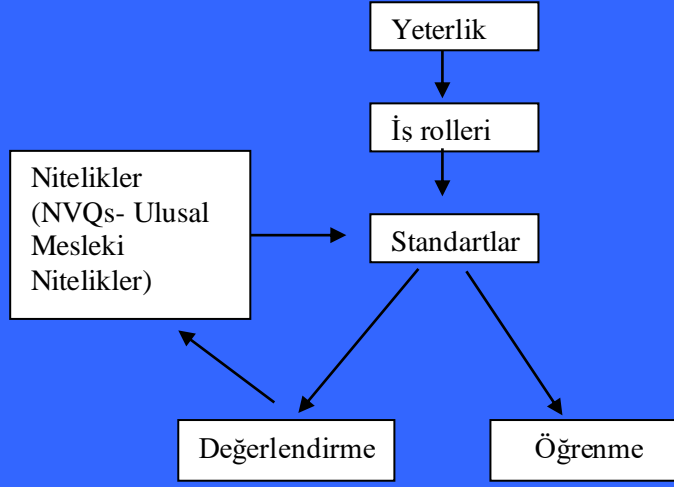 Yeterlik
İş rolleri
Nitelikler
(NVQs- Ulusal
Mesleki
Nitelikler)
Standartlar
Değerlendirme
Öğrenme